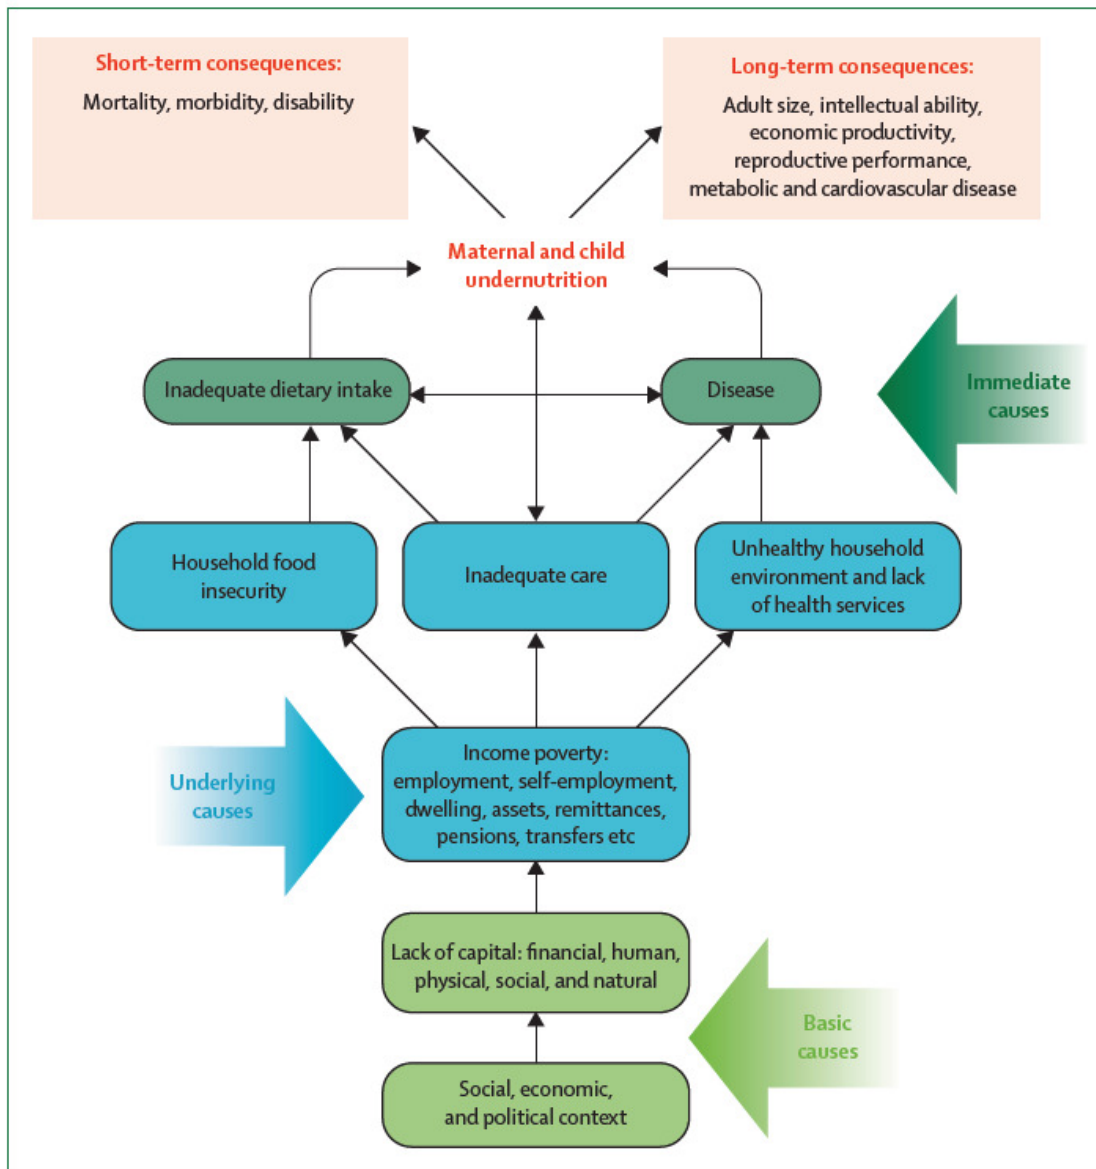 Short-term consequences:
Mortality, morbidity, disability
Long-term consequences:
Adult size, intellectual ability,
economic productivity,
reproductive performance,
metabolic and cardiovascular disease
Maternal and child
undernutrition
Inadequate dietary intake
Disease
Immediate
causes
Household food
insecurity
Inadequate care
Unhealthy household
environment and lack
of health services
Underlying
causes
Income poverty:
employment, self-employment,
dwelling, assets, remittances,
pensions, transfers etc
Lack of capital: financial, human,
physical, social, and natural
Basic
causes
Social, economic,
and political context